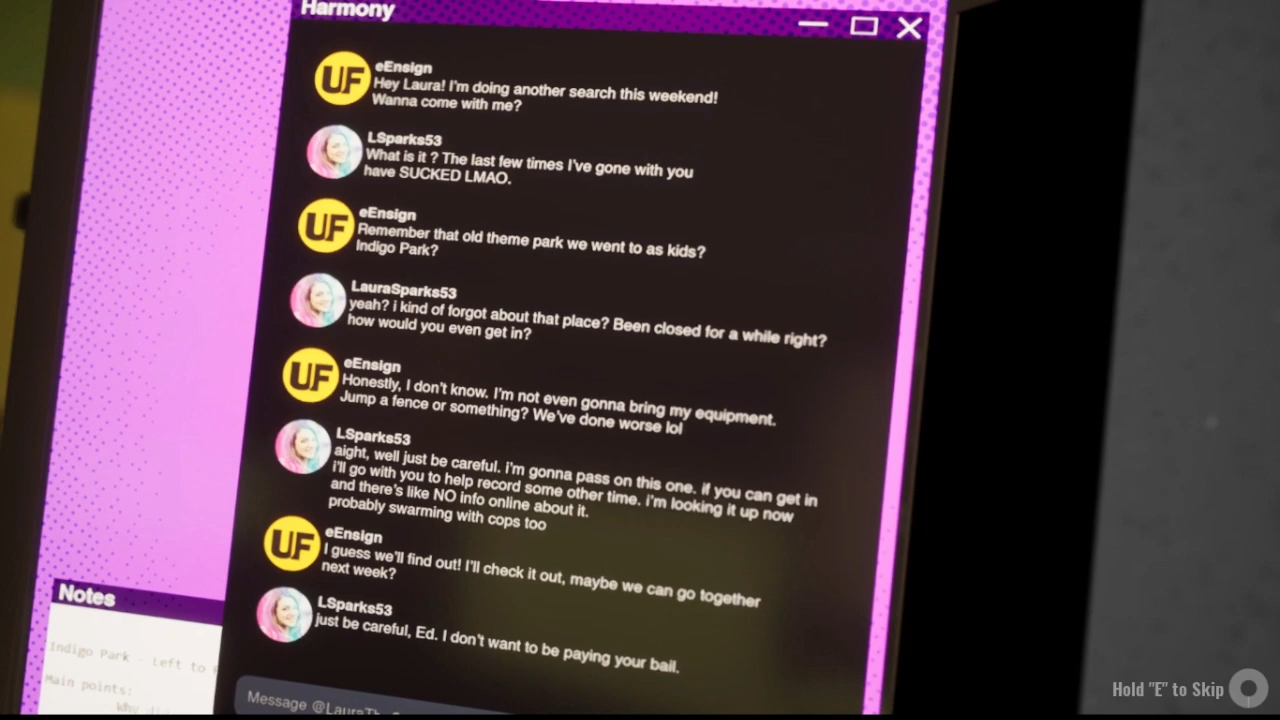 Harmony
UF
eEnsign
Hey Laura! I'm doing another search this weekend!
Wanna come with me?
LSparks53
What is it ? The last few times I've gone with you
have SUCKED LMAO.
UF
eEnsign
Remember that old theme park we went to as kids?
Indigo Park?
LauraSparks53
yeah? i kind of forgot about that place? Been closed for a while right?
how would you even get in?
UF
eEnsign
Honestly, I don't know. I'm not even gonna bring my equipment.
Jump a fence or something? We've done worse lol
LSparks53
aight, well just be careful. i'm gonna pass on this one. if you can get in
i'll go with you to help record some other time. i'm looking it up now
and there's like NO info online about it.
probably swarming with cops too
UF
eEnsign
I guess we'll find out! I'll check it out, maybe we can go together
next week?
LSparks53
just be careful, Ed. I don't want to be paying your bail.
Message
Notes
Indigo Park - Left to
Main points:
Why
Hold "E" to Skip